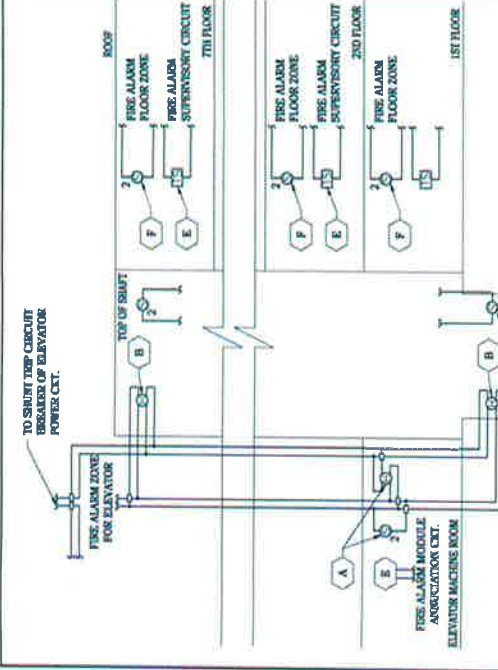 TO SHUNT TRIP CIRCUIT
BREAKER OF ELEVATOR
POWER CKT.
ROOF
FIRE ALARM
FLOOR ZONE
2
F
FIRE ALARM
SUPERVISORY CIRCUIT
TS
E
7TH FLOOR
TOP OF SHAFT
2
B
FIRE ALARM ZONE
FOR ELEVATOR
FIRE ALARM
FLOOR ZONE
2
F
FIRE ALARM
SUPERVISORY CIRCUIT
TS
E
2ND FLOOR
FIRE ALARM
FLOOR ZONE
2
F
TS
1ST FLOOR
B
A
2
E
FIRE ALARM MODULE
ANNUCIATION CKT.
ELEVATOR MACHINE ROOM